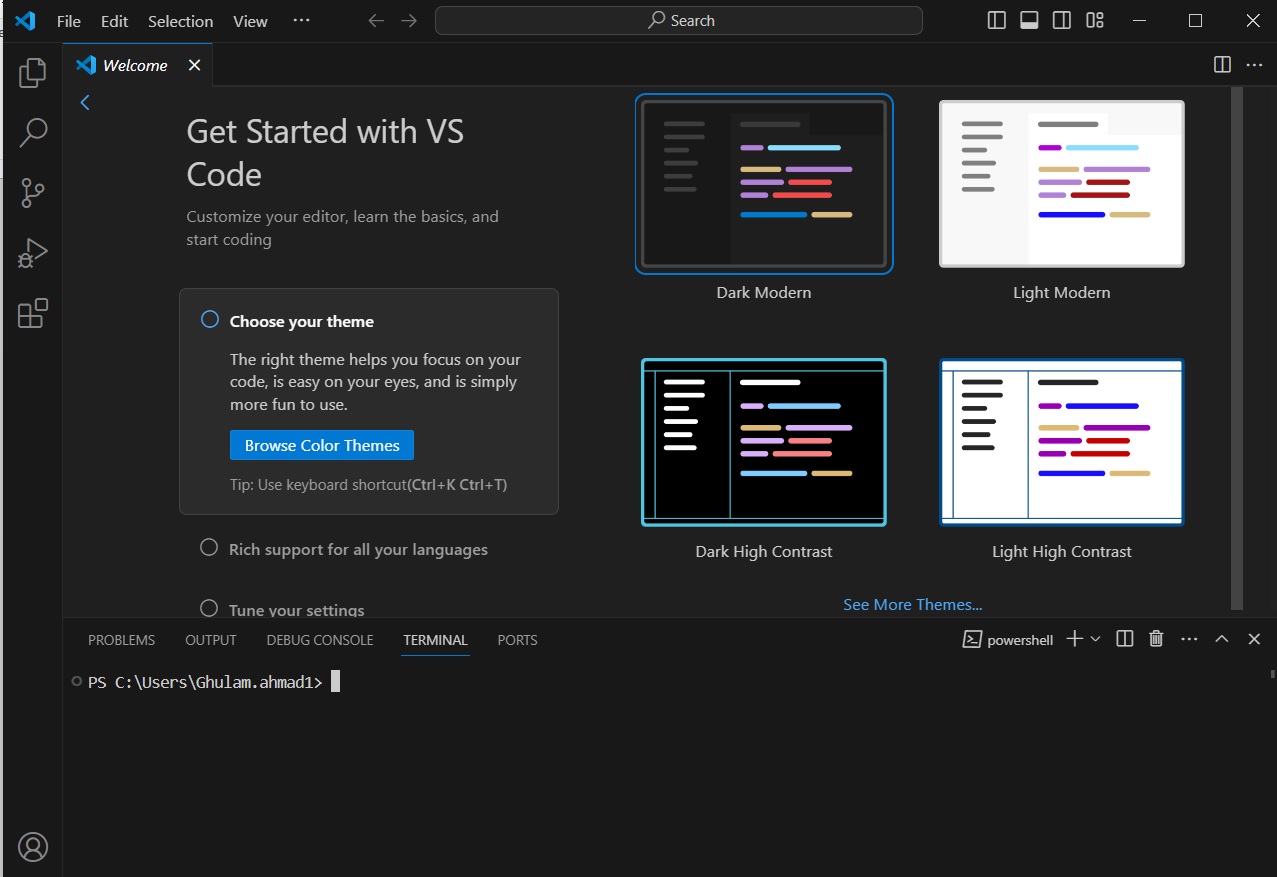 File Edit Selection View ···
Search
Welcome
Get Started with VS
Code
Customize your editor, learn the basics, and
start coding
Choose your theme
The right theme helps you focus on your
code, is easy on your eyes, and is simply
more fun to use.
Browse Color Themes
Tip: Use keyboard shortcut(Ctrl+K Ctrl+T)
Rich support for all your languages
Tune your settings
Dark Modern
Light Modern
Dark High Contrast
Light High Contrast
See More Themes...
PROBLEMS OUTPUT DEBUG CONSOLE TERMINAL PORTS
powershell
PS C:\Users\Ghulam.ahmad1>